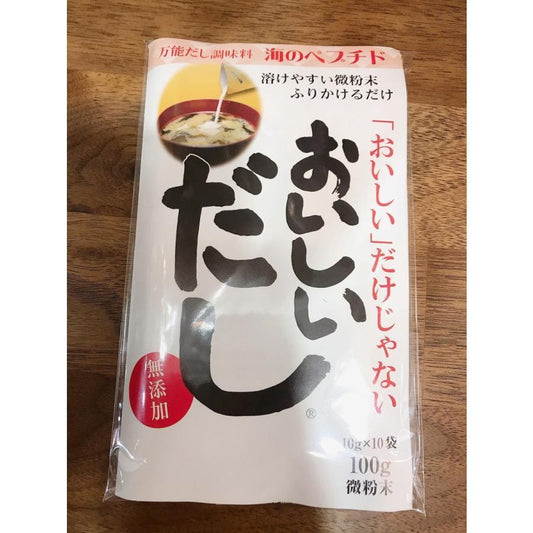 万能だし調味料 海のペプチド
溶けやすい微粉末
ふりかけるだけ
「おいしい」だけじゃない
おいしい
だし
®
無添加
10g×10袋
100g
微粉末